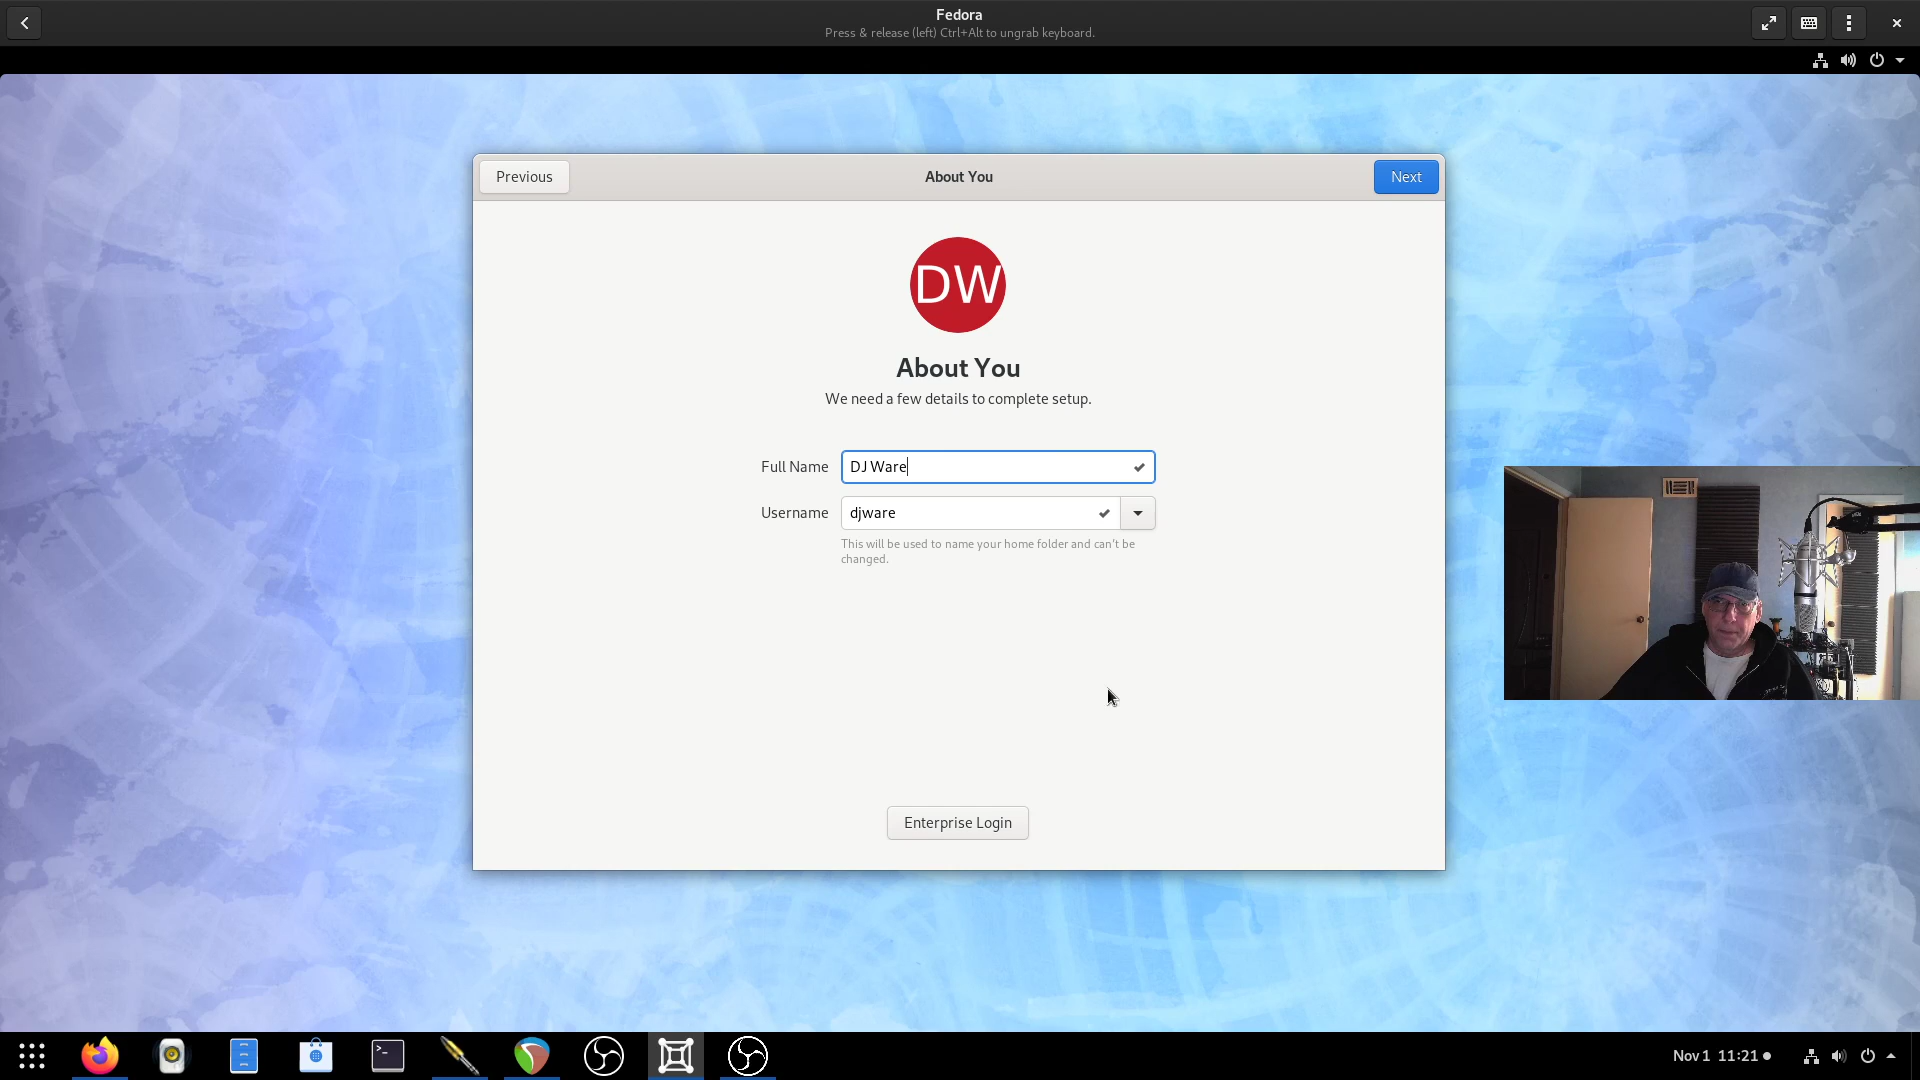 Fedora
Press & release (left) Ctrl+Alt to ungrab keyboard.
Previous
About You
Next
DW
About You
We need a few details to complete setup.
Full Name
DJ Ware
Username
djware
This will be used to name your home folder and can't be
changed.
Enterprise Login
Nov 1 11:21